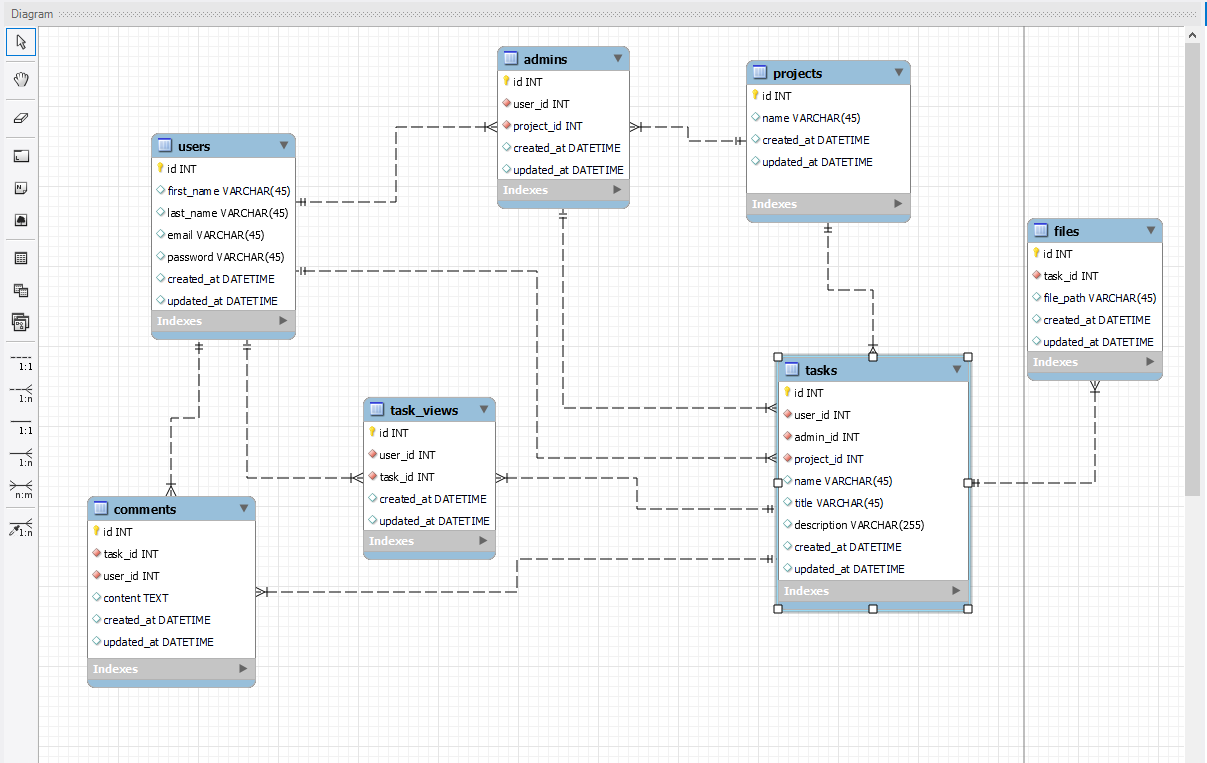 Diagram
admins
id INT
user_id INT
project_id INT
created_at DATETIME
updated_at DATETIME
Indexes
projects
id INT
name VARCHAR(45)
created_at DATETIME
updated_at DATETIME
Indexes
users
id INT
first_name VARCHAR(45)
last_name VARCHAR(45)
email VARCHAR(45)
password VARCHAR(45)
created_at DATETIME
updated_at DATETIME
Indexes
files
id INT
task_id INT
file_path VARCHAR(45)
created_at DATETIME
updated_at DATETIME
Indexes
tasks
id INT
user_id INT
admin_id INT
project_id INT
name VARCHAR(45)
title VARCHAR(45)
description VARCHAR(255)
created_at DATETIME
updated_at DATETIME
Indexes
task_views
id INT
user_id INT
task_id INT
created_at DATETIME
updated_at DATETIME
Indexes
comments
id INT
task_id INT
user_id INT
content TEXT
created_at DATETIME
updated_at DATETIME
Indexes
1:1
1:n
1:1
1:n
n:m
1:n